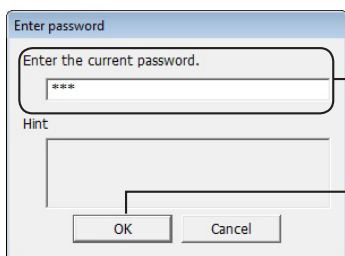 Enter password
Enter the current password.
***
Hint
OK
Cancel